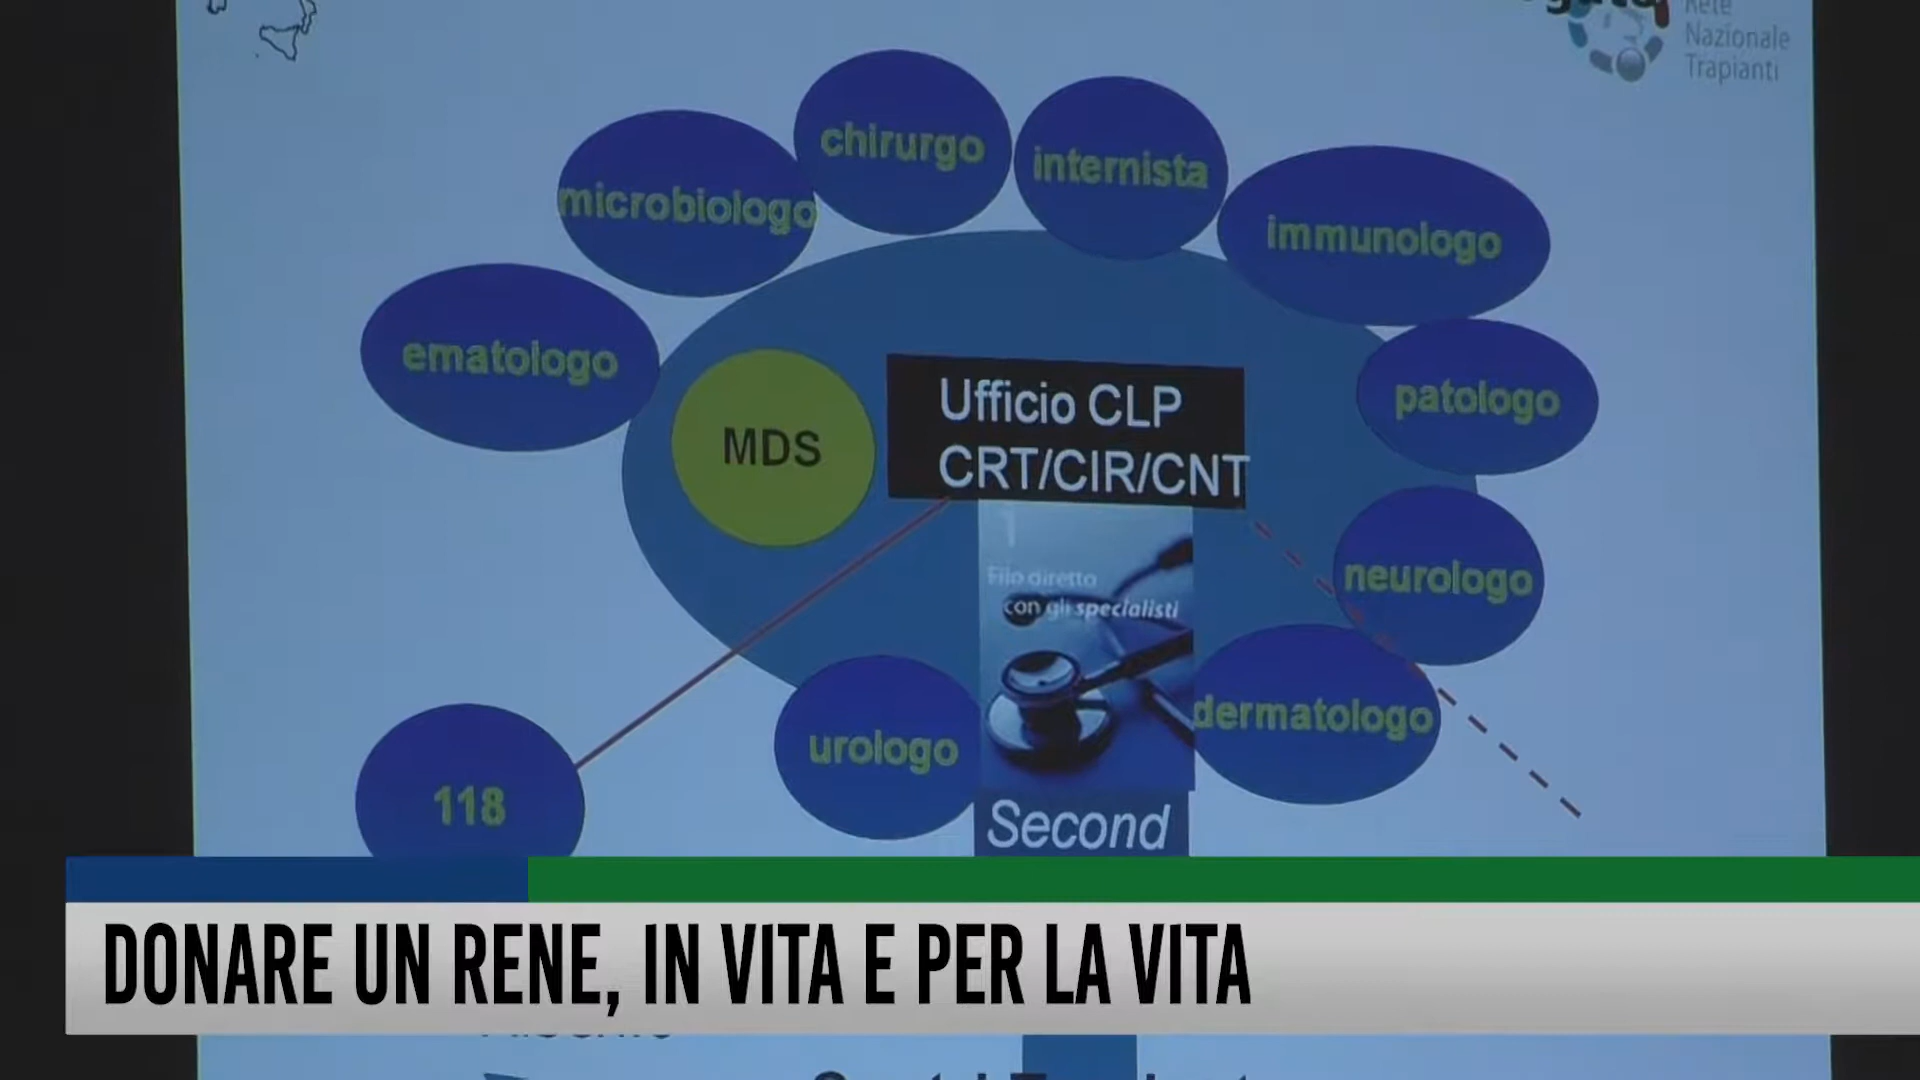 Rete
Nazionale
Trapianti
chirurgo
internista
microbiologo
immunologo
ematologo
patologo
MDS
Ufficio CLP
CRT/CIR/CNT
neurologo
Filo diretto
con gli specialisti
dermatologo
urologo
118
Second
DONARE UN RENE, IN VITA E PER LA VITA